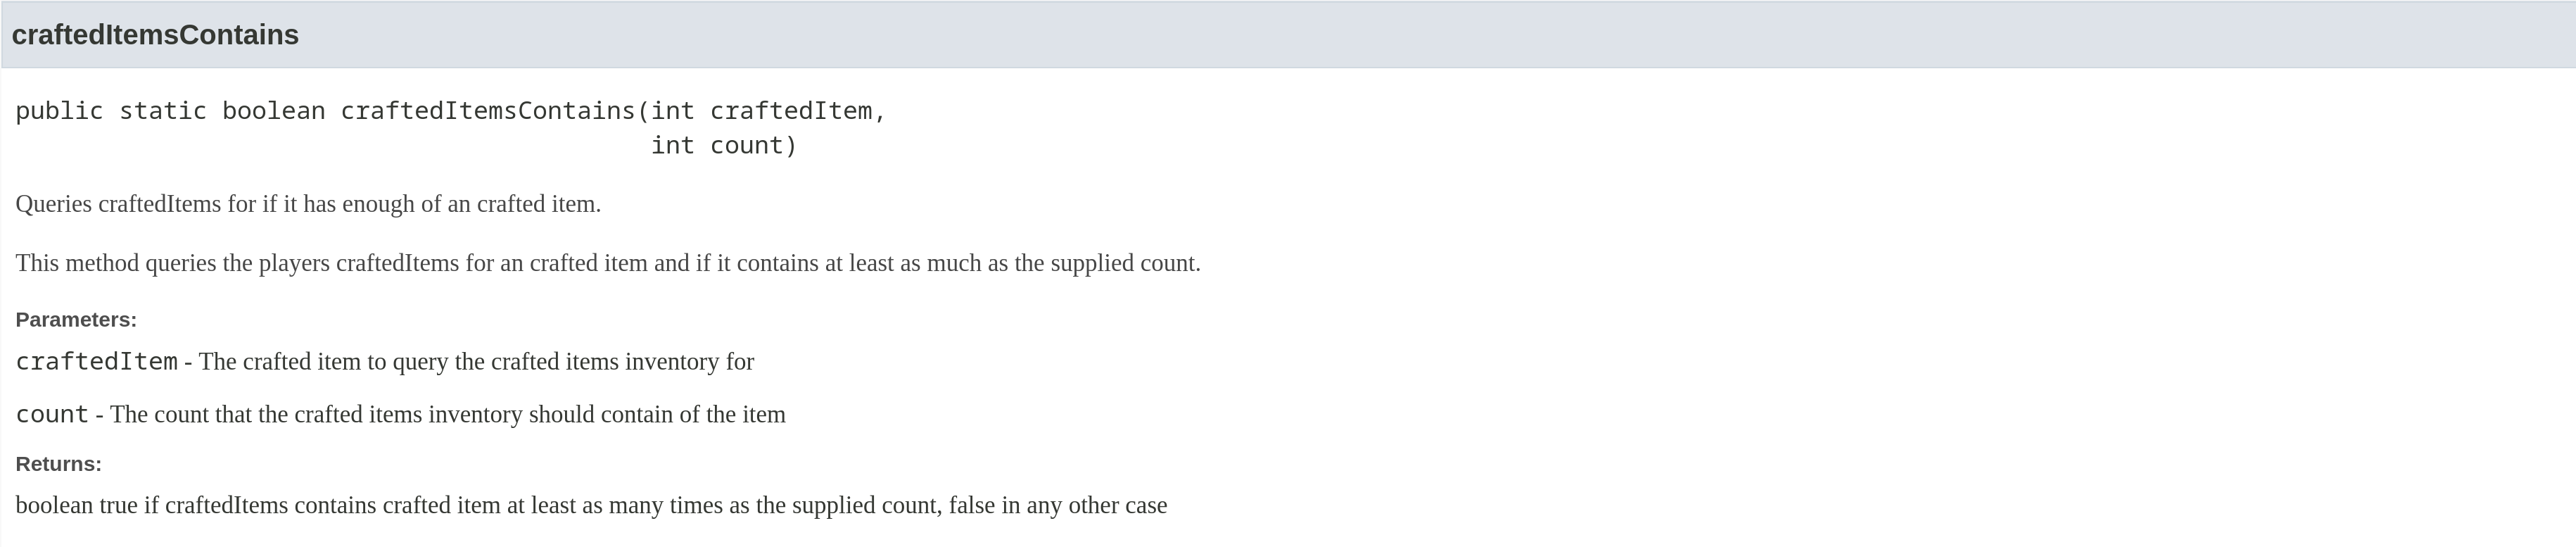 craftedItemsContains
public static boolean craftedItemsContains(int craftedItem,
int count)
Queries craftedItems for if it has enough of an crafted item.
This method queries the players craftedItems for an crafted item and if it contains at least as much as the supplied count.
Parameters:
craftedItem - The crafted item to query the crafted items inventory for
count - The count that the crafted items inventory should contain of the item
Returns:
boolean true if craftedItems contains crafted item at least as many times as the supplied count, false in any other case